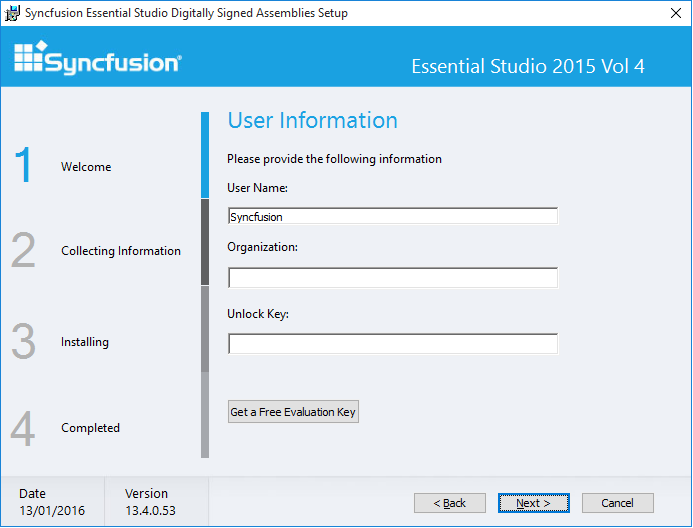 Syncfusion Essential Studio Digitally Signed Assemblies Setup
Syncfusion®
Essential Studio 2015 Vol 4
1 Welcome
2 Collecting Information
3 Installing
4 Completed
User Information
Please provide the following information
User Name:
Syncfusion
Organization:
Unlock Key:
Get a Free Evaluation Key
Date
13/01/2016
Version
13.4.0.53
< Back
Next >
Cancel